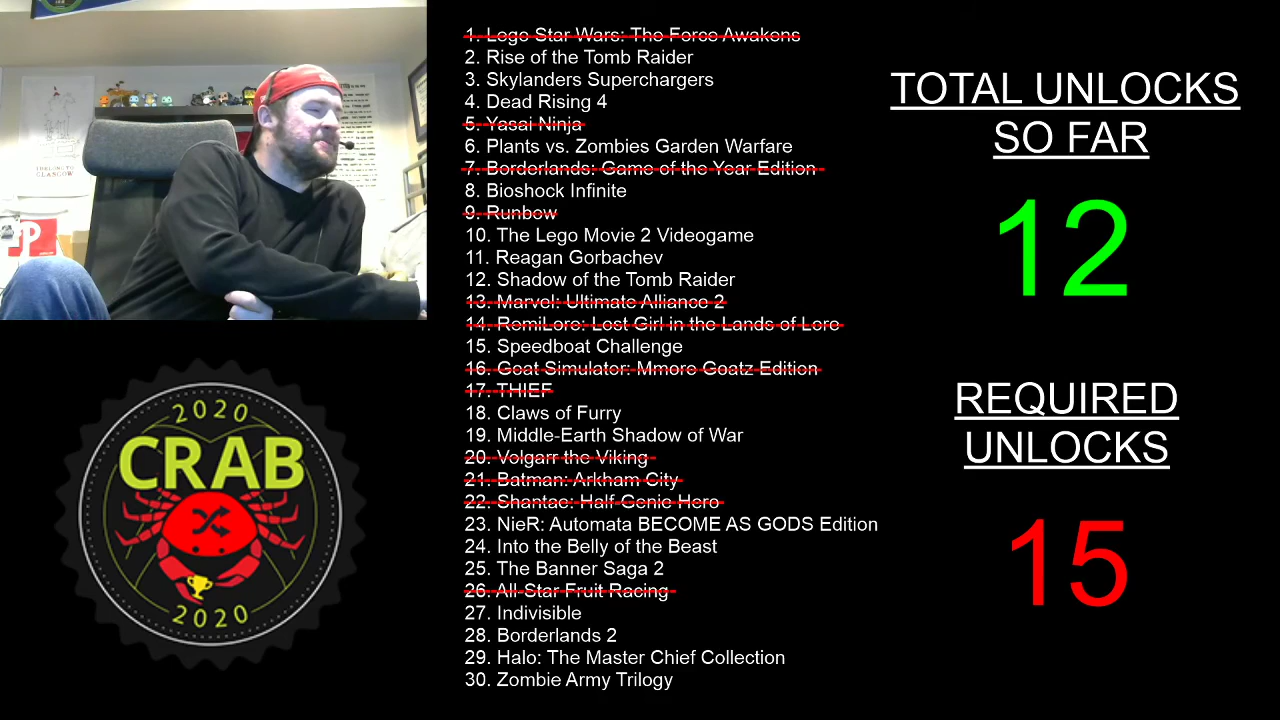 1. Lego Star Wars: The Force Awakens
2. Rise of the Tomb Raider
3. Skylanders Superchargers
4. Dead Rising 4
5. Yasai Ninja
6. Plants vs. Zombies Garden Warfare
7. Borderlands: Game of the Year Edition
8. Bioshock Infinite
9. Runbow
10. The Lego Movie 2 Videogame
11. Reagan Gorbachev
12. Shadow of the Tomb Raider
13. Marvel: Ultimate Alliance 2
14. RemiLore: Lost Girl in the Lands of Lore
15. Speedboat Challenge
16. Goat Simulator: Mmore Goatz Edition
17. THIEF
18. Claws of Furry
19. Middle-Earth Shadow of War
20. Volgarr the Viking
21. Batman: Arkham City
22. Shantae: Half-Genie Hero
23. NieR: Automata BECOME AS GODS Edition
24. Into the Belly of the Beast
25. The Banner Saga 2
26. All-Star Fruit Racing
27. Indivisible
28. Borderlands 2
29. Halo: The Master Chief Collection
30. Zombie Army Trilogy
TOTAL UNLOCKS
SO FAR
12
REQUIRED
UNLOCKS
15
GLASGOW
2020
CRAB
2020